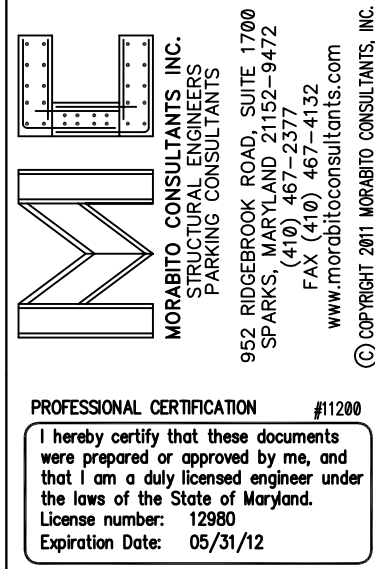 MC
MORABITO CONSULTANTS INC.
STRUCTURAL ENGINEERS
PARKING CONSULTANTS
952 RIDGEBROOK ROAD, SUITE 1700
SPARKS, MARYLAND 21152-9472
(410) 467-2377
FAX (410) 467-4132
www.morabitoconsultants.com
© COPYRIGHT 2011 MORABITO CONSULTANTS, INC.
PROFESSIONAL CERTIFICATION #11200
I hereby certify that these documents
were prepared or approved by me, and
that I am a duly licensed engineer under
the laws of the State of Maryland.
License number: 12980
Expiration Date: 05/31/12